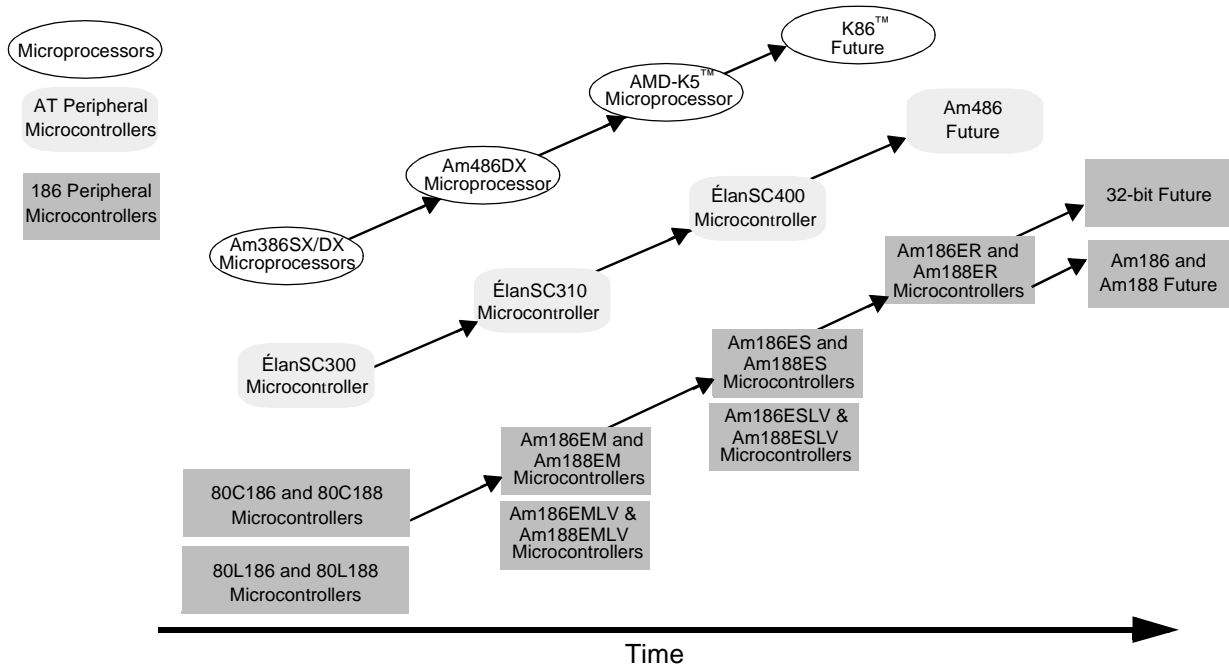 Microprocessors
AT Peripheral
Microcontrollers
186 Peripheral
Microcontrollers
K86™
Future
AMD-K5™
Microprocessor
Am486DX
Microprocessor
Am386SX/DX
Microprocessors
Am486
Future
ÉlanSC400
Microcontroller
ÉlanSC310
Microcontroller
ÉlanSC300
Microcontroller
32-bit Future
Am186 and
Am188 Future
Am186ER and
Am188ER
Microcontrollers
Am186ES and
Am188ES
Microcontrollers
Am186ESLV &
Am188ESLV
Microcontrollers
Am186EM and
Am188EM
Microcontrollers
Am186EMLV &
Am188EMLV
Microcontrollers
80C186 and 80C188
Microcontrollers
80L186 and 80L188
Microcontrollers
Time